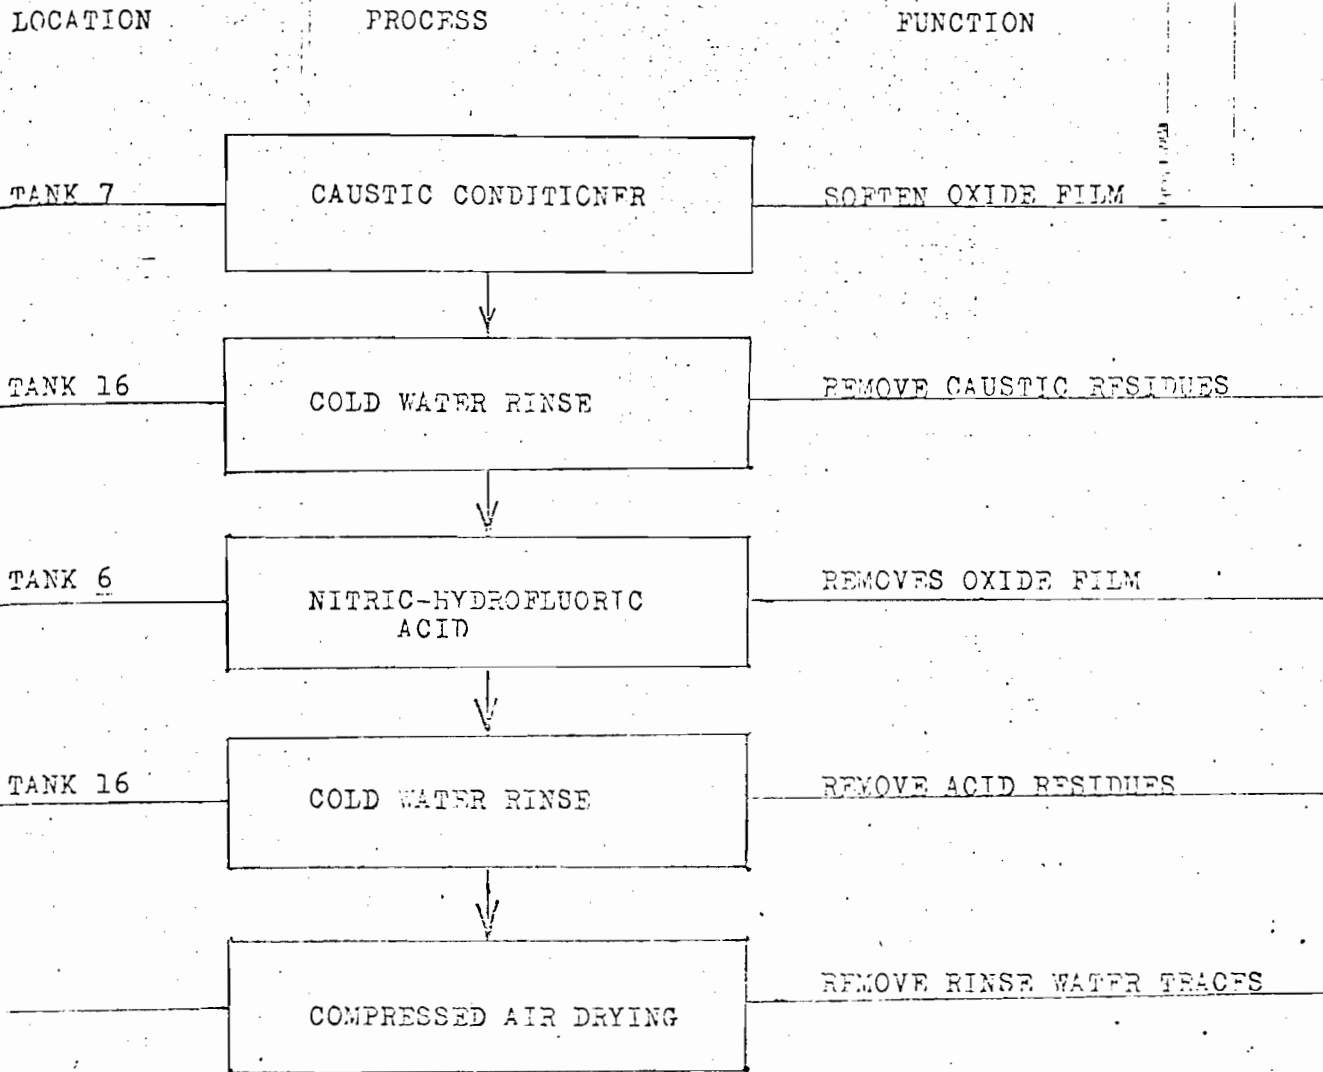 LOCATION PROCESS FUNCTION
TANK 7 CAUSTIC CONDITIONER SOFTEN OXIDE FILM
TANK 16 COLD WATER RINSE REMOVE CAUSTIC RESIDUES
TANK 6 NITRIC-HYDROFLUORIC REMOVES OXIDE FILM
ACID
TANK 16 COLD WATER RINSE REMOVE ACID RESIDUES
COMPRESSED AIR DRYING REMOVE RINSE WATER TRACES